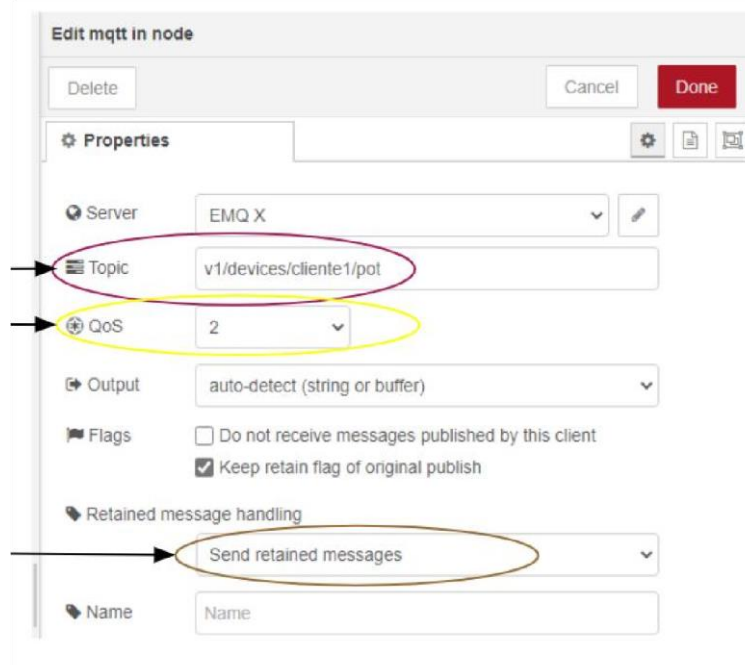 Edit mqtt in node
Delete Cancel Done
Properties
Server EMQ X
Topic v1/devices/cliente1/pot
QoS 2
Output auto-detect (string or buffer)
Flags Do not receive messages published by this client
Keep retain flag of original publish
Retained message handling
Send retained messages
Name Name